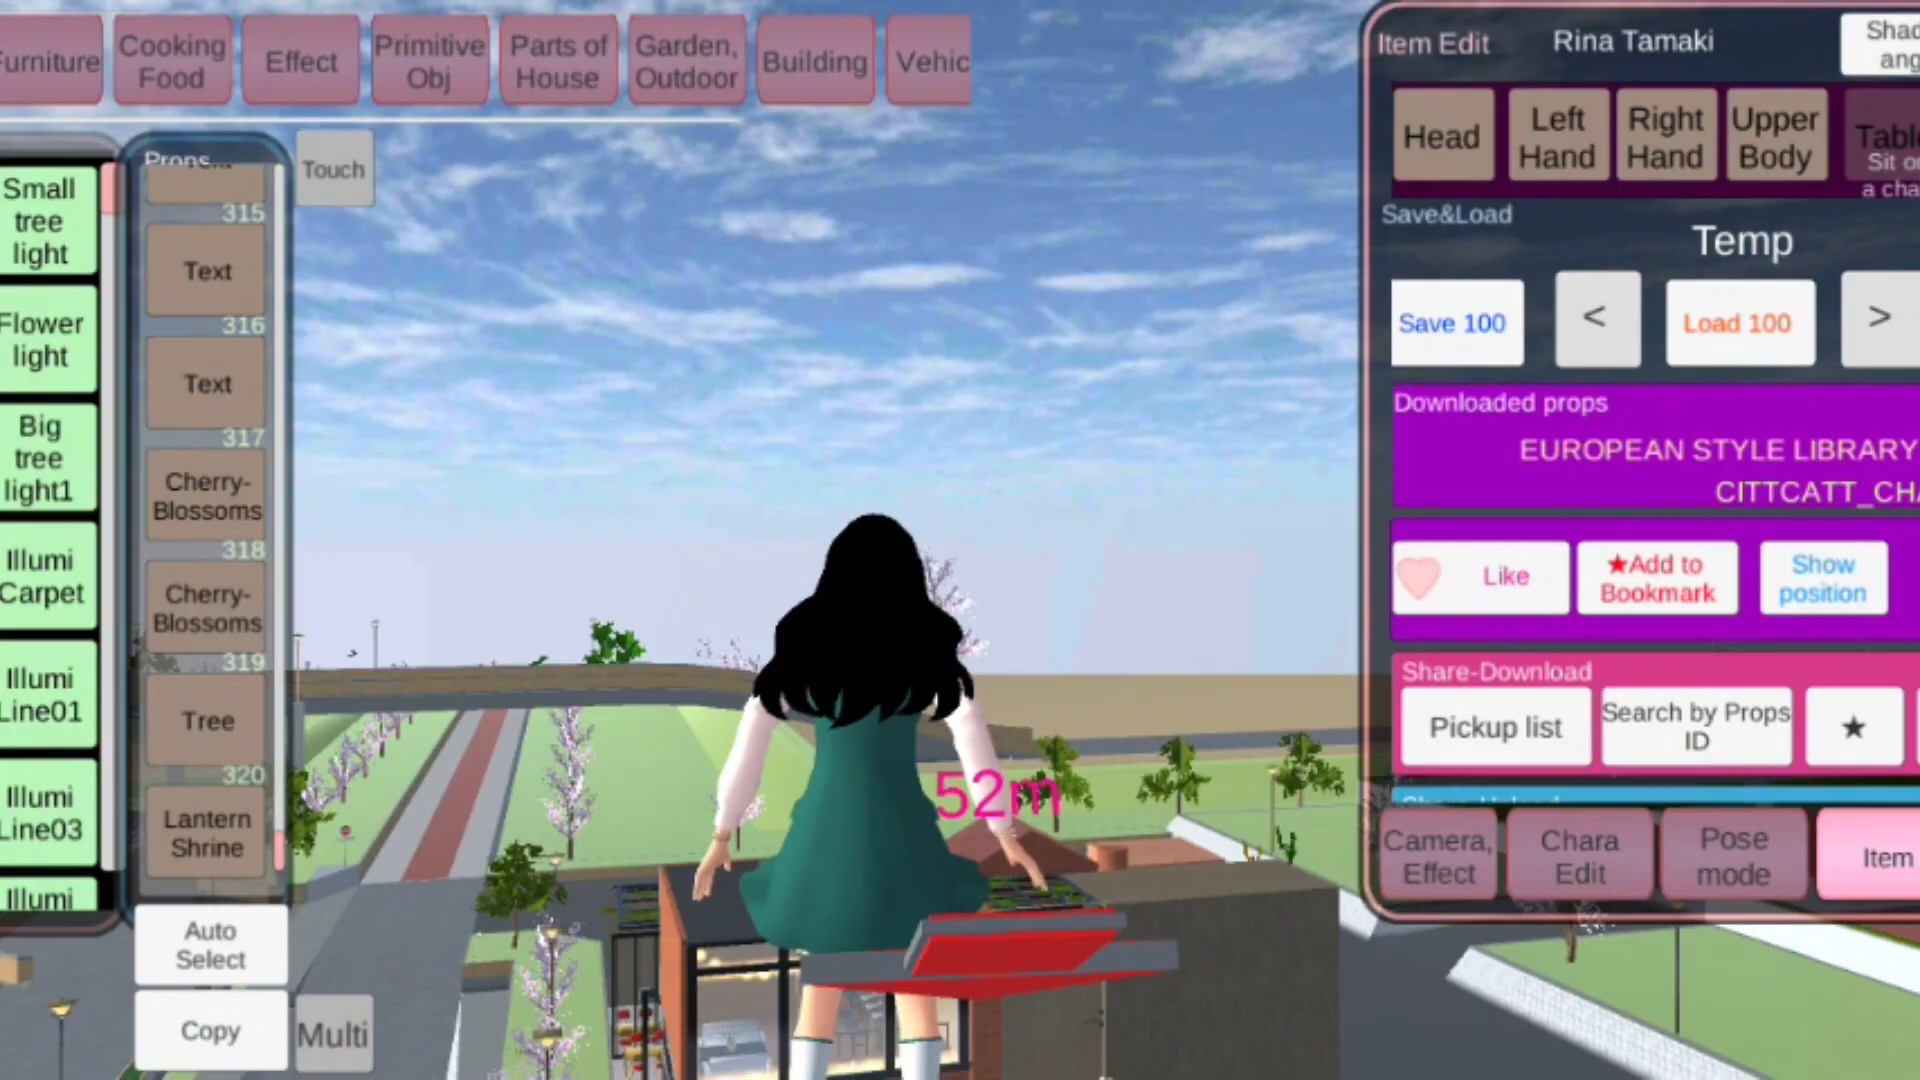 Furniture
Cooking
Food
Effect
Primitive
Obj
Parts of
House
Garden,
Outdoor
Building
Vehic
Small
tree
light
Flower
light
Big
tree
light1
Illumi
Carpet
Illumi
Line01
Illumi
Line03
Illumi
Props
Text
315
Text
316
Text
317
Cherry-
Blossoms
318
Cherry-
Blossoms
319
Tree
320
Lantern
Shrine
Auto
Select
Copy
Touch
Multi
52m
Item Edit
Rina Tamaki
Shad
ang
Head
Left
Hand
Right
Hand
Upper
Body
Table
Sit on
a cha
Save&Load
Temp
Save 100
<
Load 100
>
Downloaded props
EUROPEAN STYLE LIBRARY
CITTCATT_CHA
Like
★Add to
Bookmark
Show
position
Share-Download
Pickup list
Search by Props
ID
★
Camera,
Effect
Chara
Edit
Pose
mode
Item